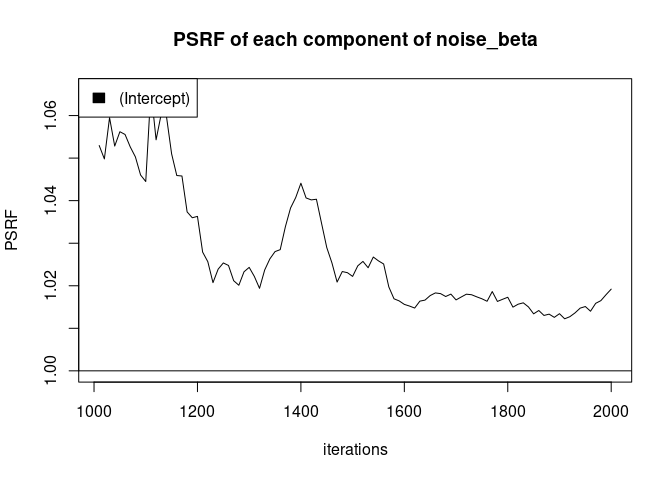 PSRF of each component of noise_beta
(Intercept)
PSRF
1.06
1.04
1.02
1.00
1000 1200 1400 1600 1800 2000
iterations